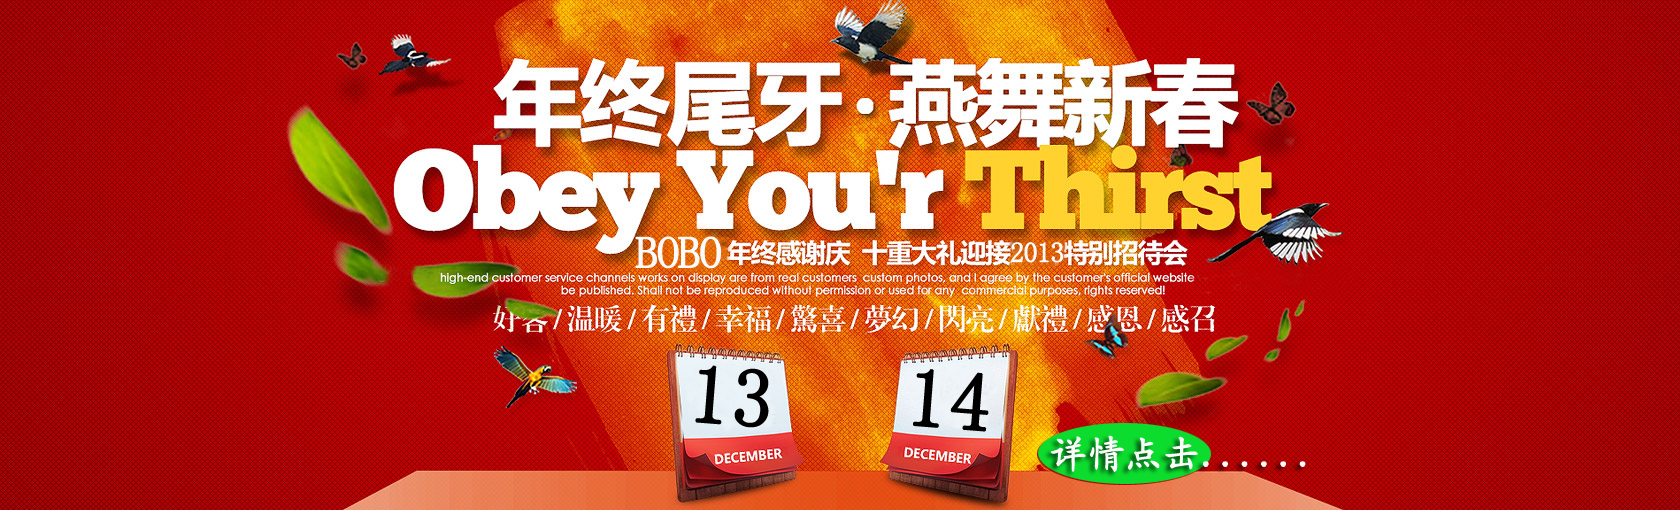 年终尾牙·燕舞新春
Obey You'r Thirst
BOBO 年终感谢庆 十重大礼迎接2013特别招待会
high-end customer service channels works on display are from real customers custom photos, and I agree by the customer's official website
be published. Shall not be reproduced without permission or used for any commercial purposes, rights reserved!
好客/温暖/有禮/幸福/驚喜/夢幻/閃亮/獻禮/感恩/感召
13 14
DECEMBER DECEMBER
详情点击......